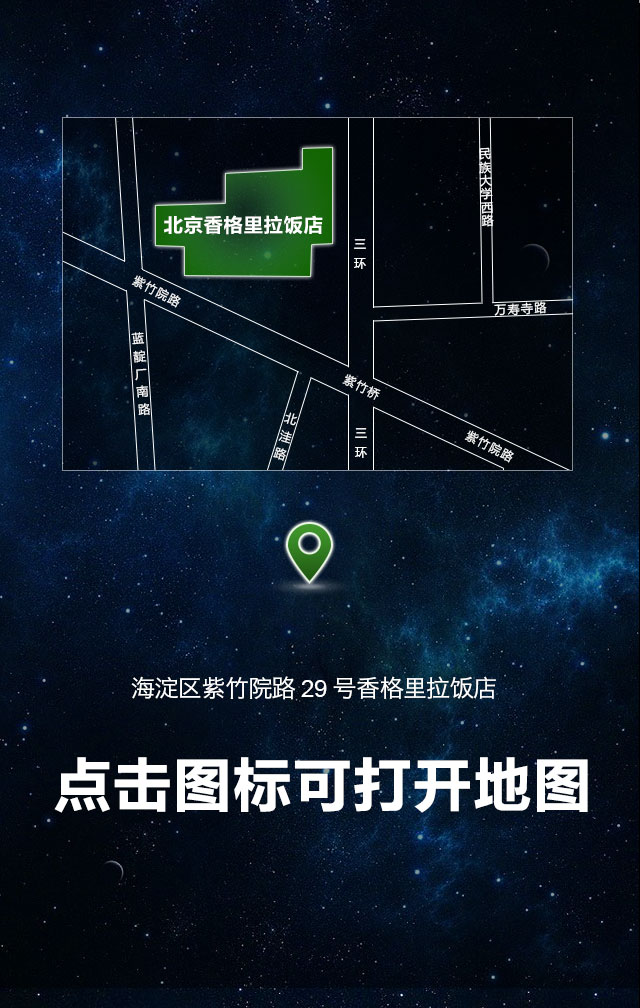 民族大学西路
北京香格里拉饭店
三环
紫竹院路
万寿寺路
蓝靛厂南路
紫竹桥
北洼路
三环
紫竹院路
海淀区紫竹院路 29 号香格里拉饭店
点击图标可打开地图